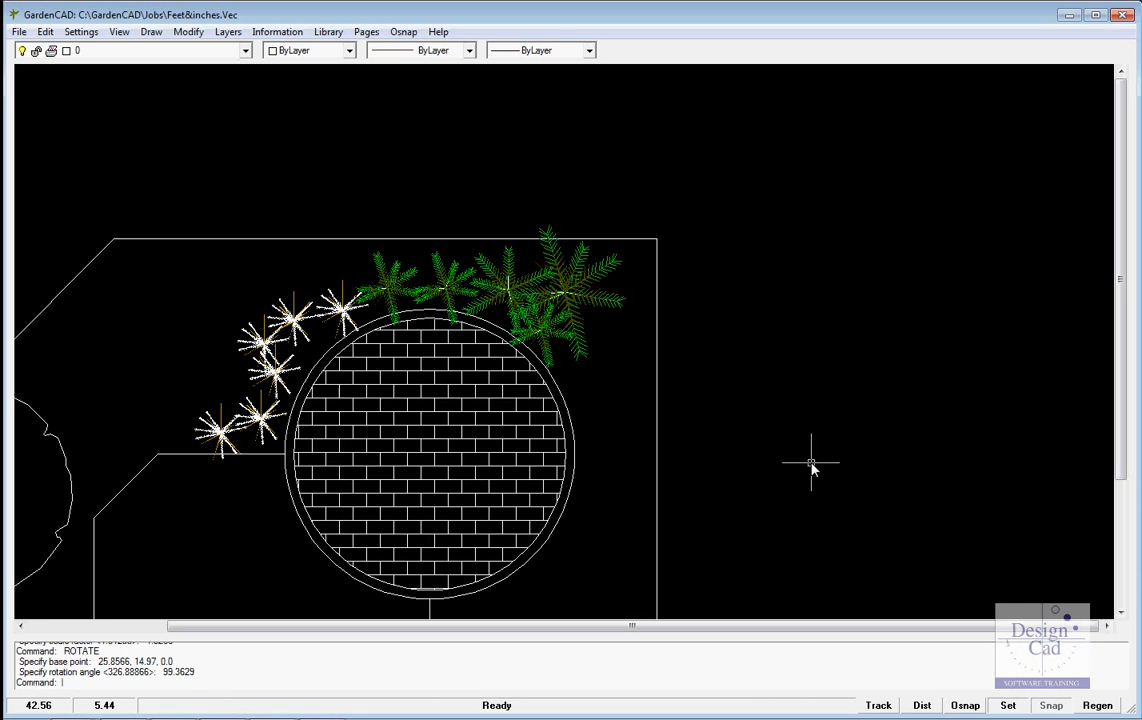 GardenCAD: C:\GardenCAD\Jobs\Feet&inches.Vec
File Edit Settings View Draw Modify Layers Information Library Pages Osnap Help
0 ByLayer ByLayer ByLayer
Command: ROTATE
Specify base point: 25.8566, 14.97, 0.0
Specify rotation angle <326.88866>: 99.3629
Command:
Design
Cad
SOFTWARE TRAINING
42.56 5.44 Ready Track Dist Osnap Set Snap Regen